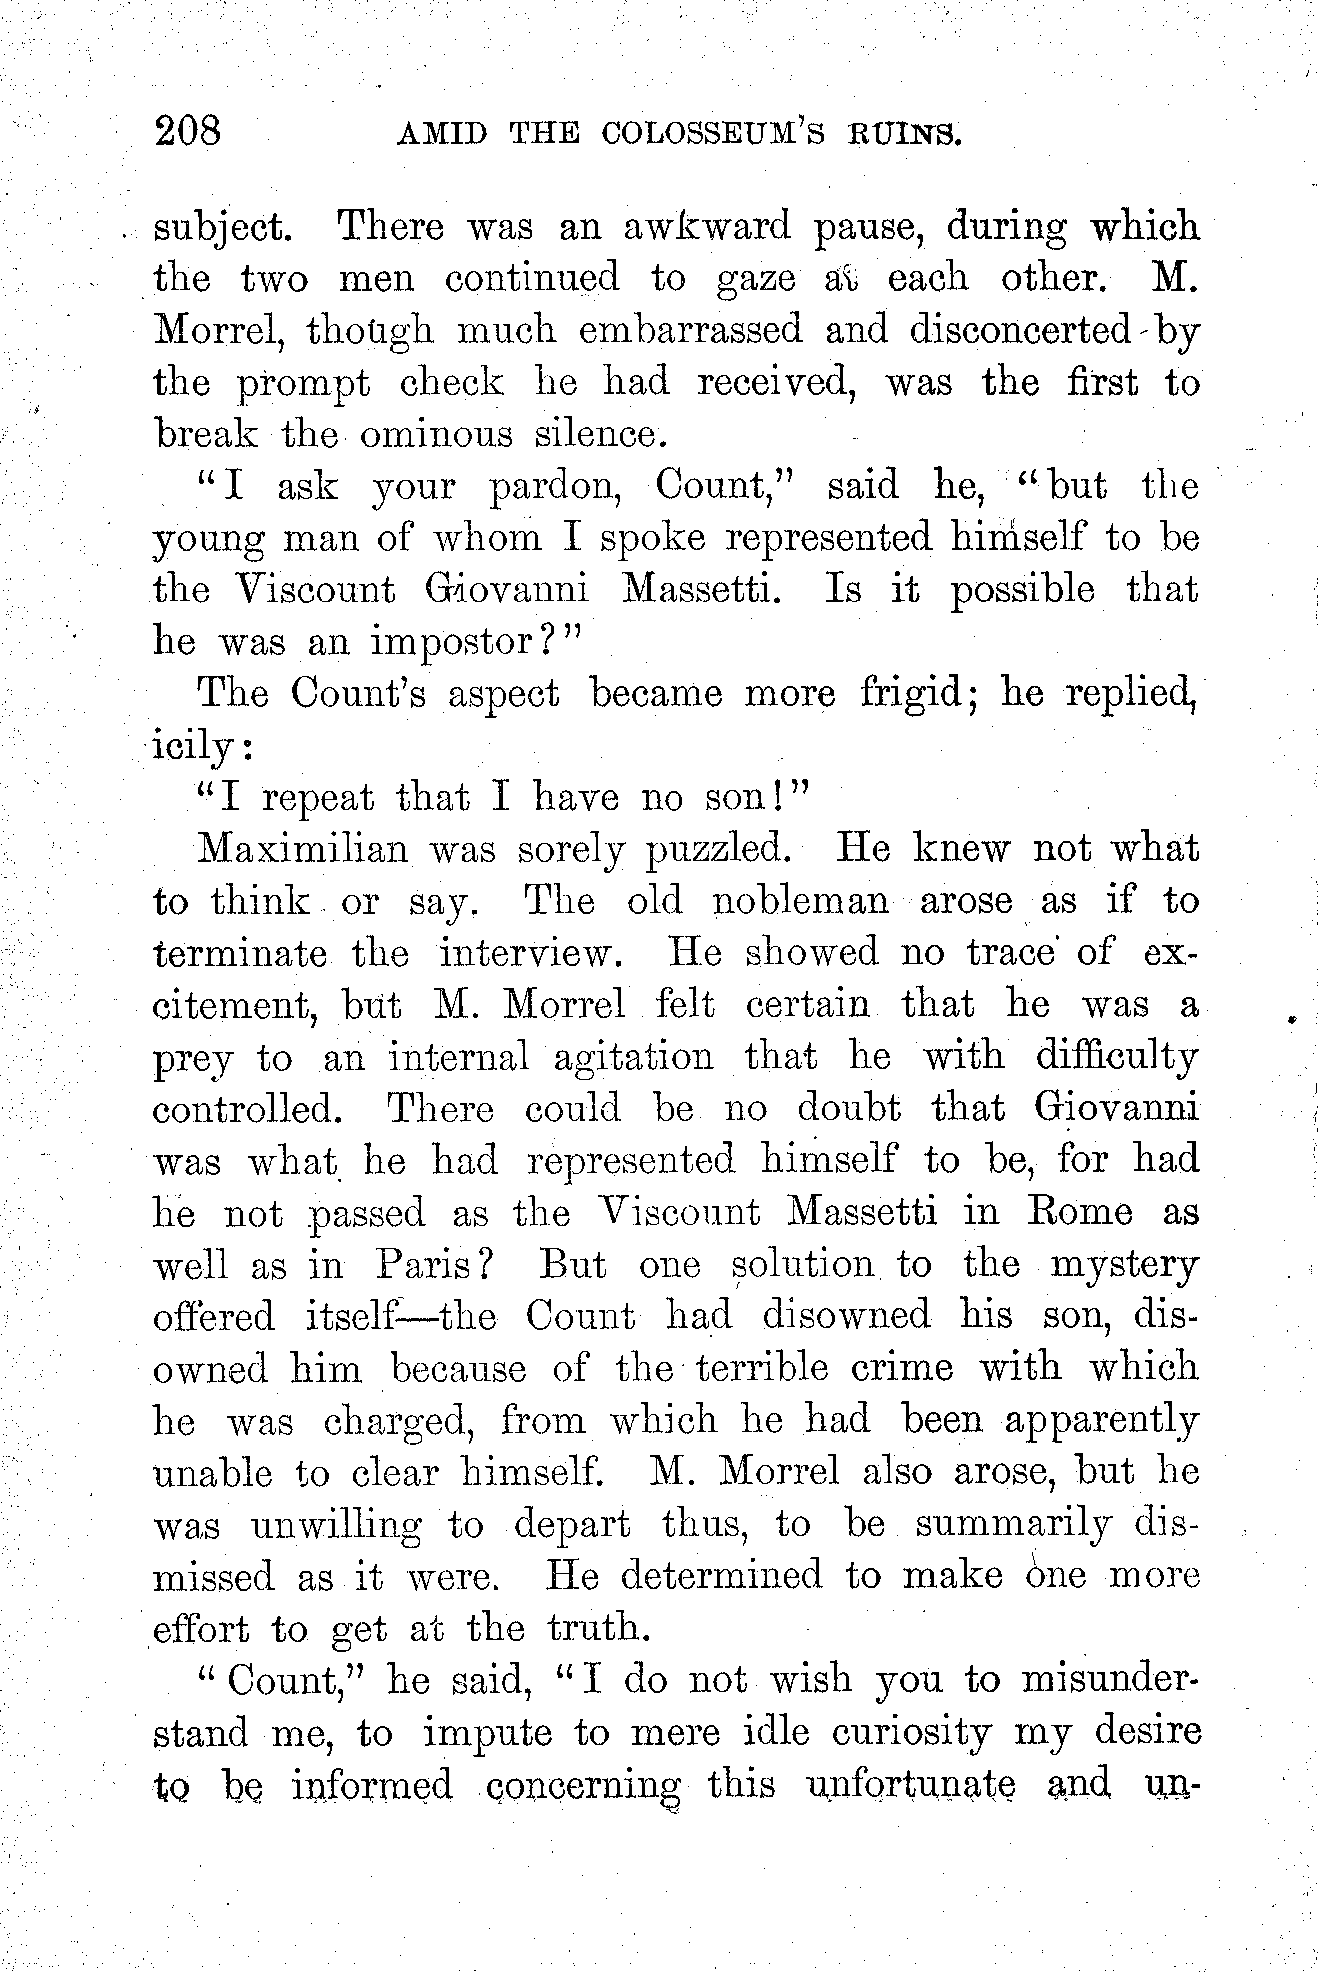 208 AMID THE COLOSSEUM'S RUINS.
subject. There was an awkward pause, during which
the two men continued to gaze at each other. M.
Morrel, though much embarrassed and disconcerted by
the prompt check he had received, was the first to
break the ominous silence.
“I ask your pardon, Count,” said he, “but the
young man of whom I spoke represented himself to be
the Viscount Giovanni Massetti. Is it possible that
he was an impostor?”
The Count's aspect became more frigid; he replied,
icily:
“I repeat that I have no son!”
Maximilian was sorely puzzled. He knew not what
to think or say. The old nobleman arose as if to
terminate the interview. He showed no trace of ex-
citement, but M. Morrel felt certain that he was a
prey to an internal agitation that he with difficulty
controlled. There could be no doubt that Giovanni
was what he had represented himself to be, for had
he not passed as the Viscount Massetti in Rome as
well as in Paris? But one solution to the mystery
offered itself—the Count had disowned his son, dis-
owned him because of the terrible crime with which
he was charged, from which he had been apparently
unable to clear himself. M. Morrel also arose, but he
was unwilling to depart thus, to be summarily dis-
missed as it were. He determined to make one more
effort to get at the truth.
“Count,” he said, “I do not wish you to misunder-
stand me, to impute to mere idle curiosity my desire
to be informed concerning this unfortunate and un-